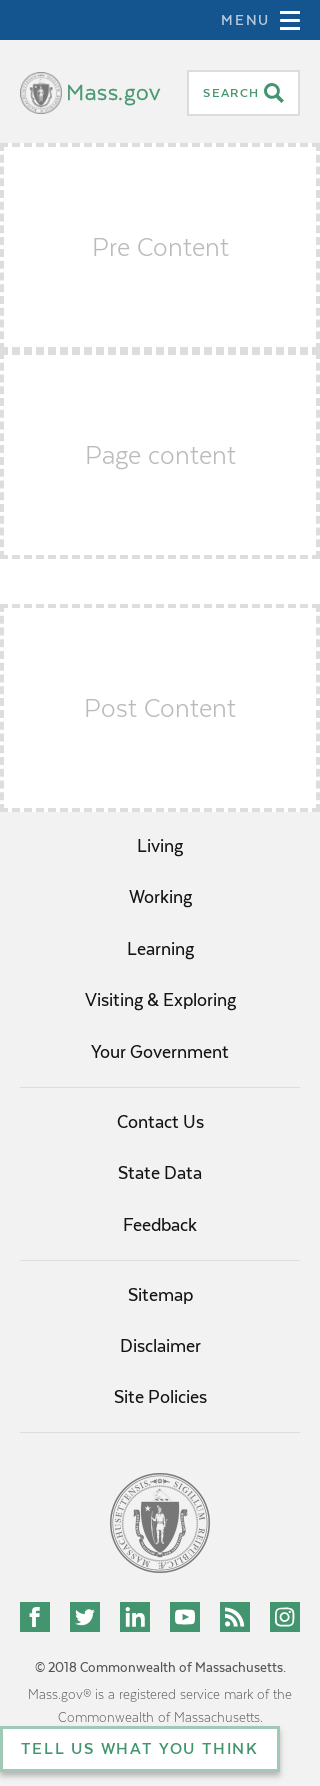 MENU
Mass.gov
SEARCH
Pre Content
Page content
Post Content
Living
Working
Learning
Visiting & Exploring
Your Government
Contact Us
State Data
Feedback
Sitemap
Disclaimer
Site Policies
MASSACHUSETTENSIS. SIGILLUM REIPUBLICÆ
© 2018 Commonwealth of Massachusetts.
Mass.gov® is a registered service mark of the
Commonwealth of Massachusetts.
TELL US WHAT YOU THINK